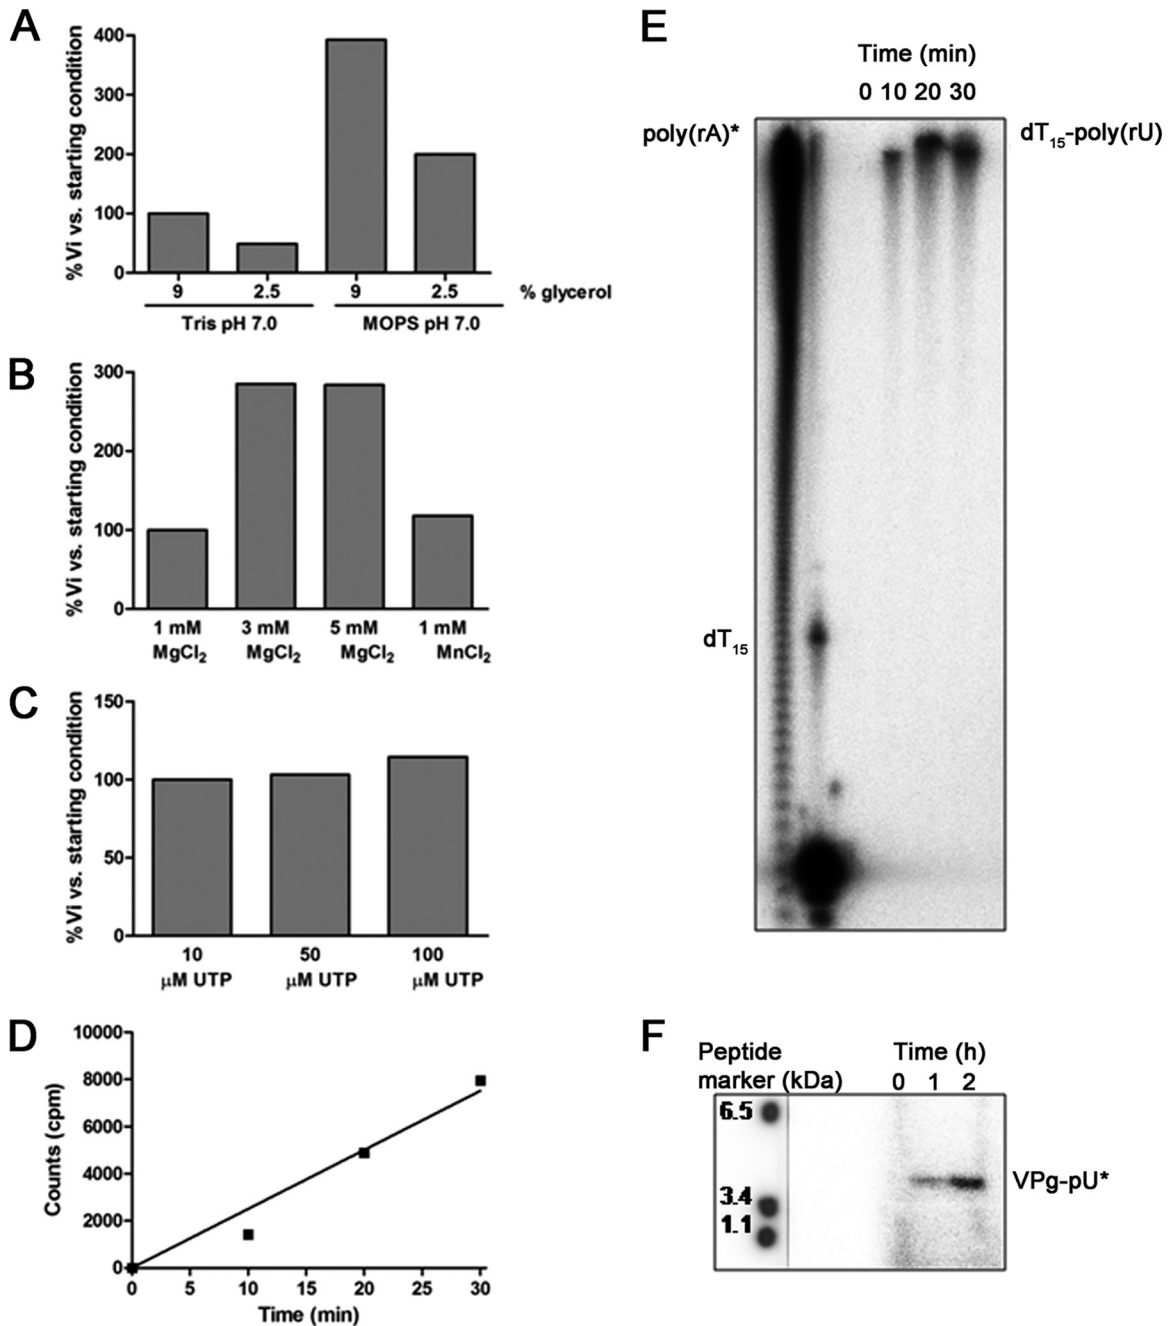 A
%Vi vs. starting condition
400
300
200
100
0
9 2.5 9 2.5 % glycerol
Tris pH 7.0 MOPS pH 7.0
B
%Vi vs. starting condition
300
200
100
0
1 mM 3 mM 5 mM 1 mM
MgCl2 MgCl2 MgCl2 MnCl2
C
%Vi vs. starting condition
150
100
50
0
10 50 100
μM UTP μM UTP μM UTP
D
Counts (cpm)
10000
8000
6000
4000
2000
0
0 5 10 15 20 25 30
Time (min)
E
Time (min)
0 10 20 30
poly(rA)* dT15-poly(rU)
dT15
F
Peptide Time (h)
marker (kDa) 0 1 2
6.5
VPg-pU*
3.4
1.1